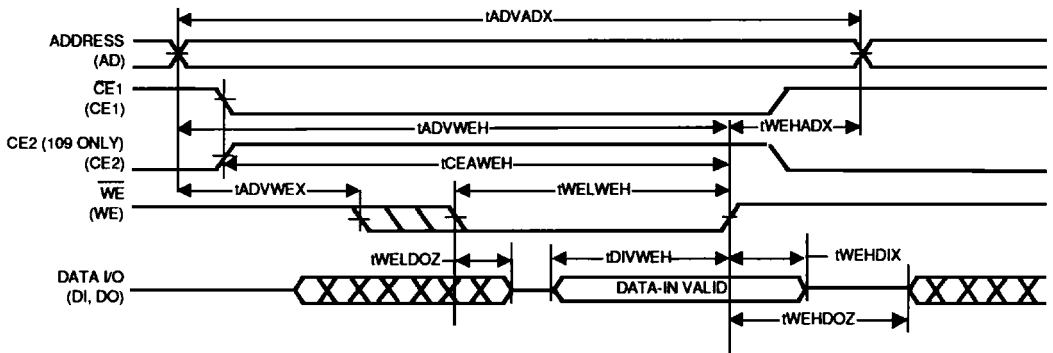 tADVADX
ADDRESS
(AD)
CE1
(CE1)
tADVWEH
tWEHADX
CE2 (109 ONLY)
(CE2)
tCEAWEH
tADVWEX
tWELWEH
WE
(WE)
tWELDOZ
tDIVWEH
tWEHDIX
DATA I/O
(DI, DO)
DATA-IN VALID
tWEHDOZ